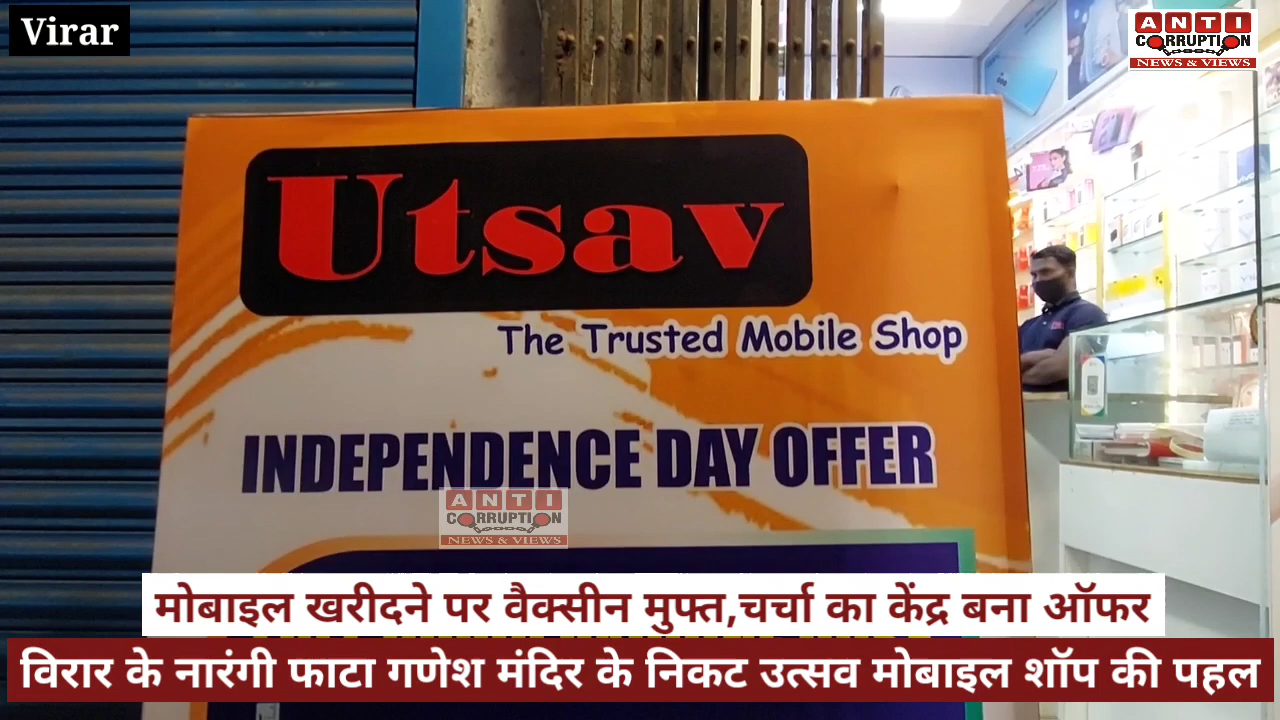 Virar
ANTI
CORRUPTION
NEWS & VIEWS
Utsav
The Trusted Mobile Shop
INDEPENDENCE DAY OFFER
ANTI
CORRUPTION
NEWS & VIEWS
मोबाइल खरीदने पर वैक्सीन मुफ्त,चर्चा का केंद्र बना ऑफर
विरार के नारंगी फाटा गणेश मंदिर के निकट उत्सव मोबाइल शॉप की पहल